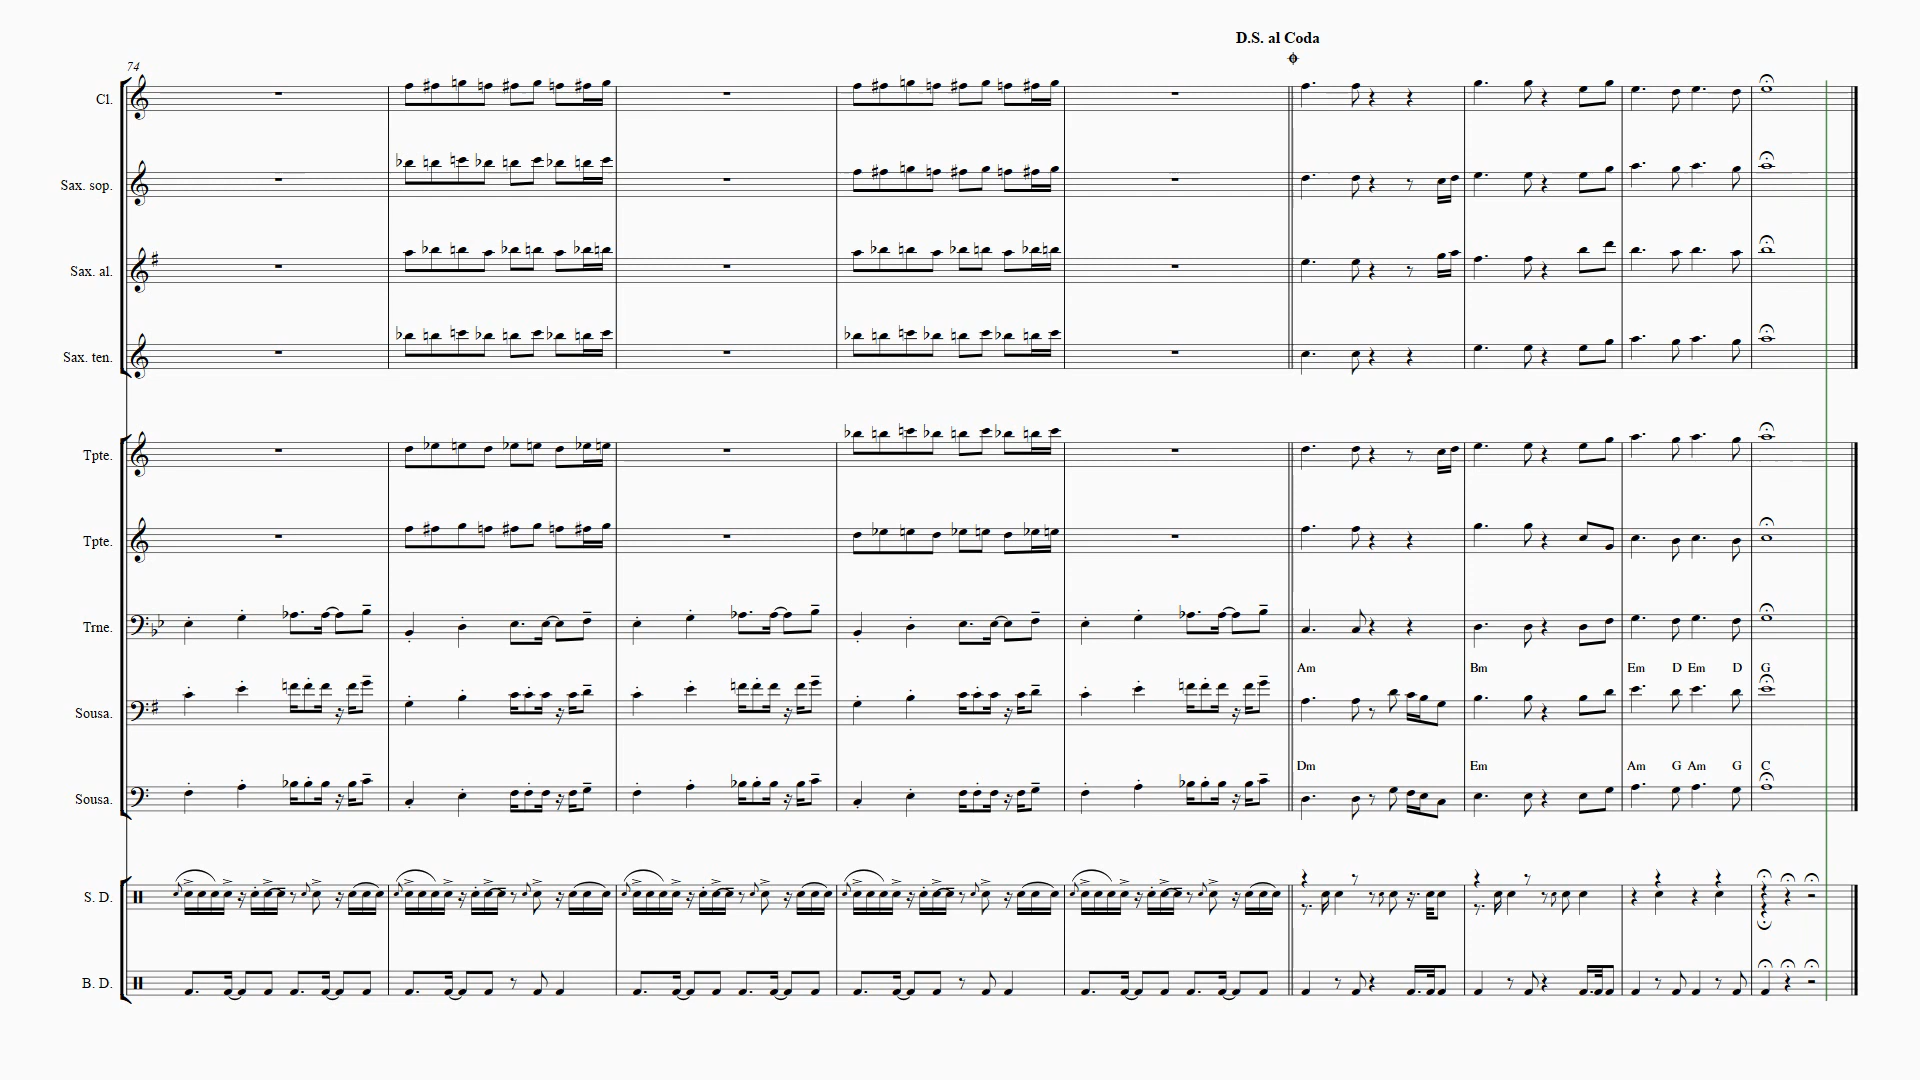 D.S. al Coda
74
Cl.
Sax. sop.
Sax. al.
Sax. ten.
Tpte.
Tpte.
Trne.
Am Bm Em D Em D G
Sousa.
Dm Em Am G Am G C
Sousa.
S. D.
B. D.